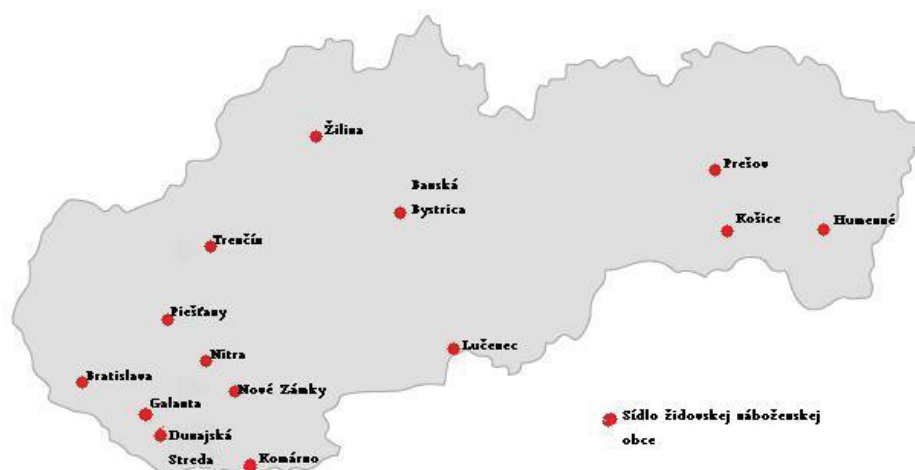 Žilina
Prešov
Banská
Bystrica
Košice
Humenné
Trenčín
Piešťany
Nitra
Lučenec
Bratislava
Nové Zámky
Galanta
Dunajská
Streda
Komárno
Sídlo židovskej náboženskej
obce